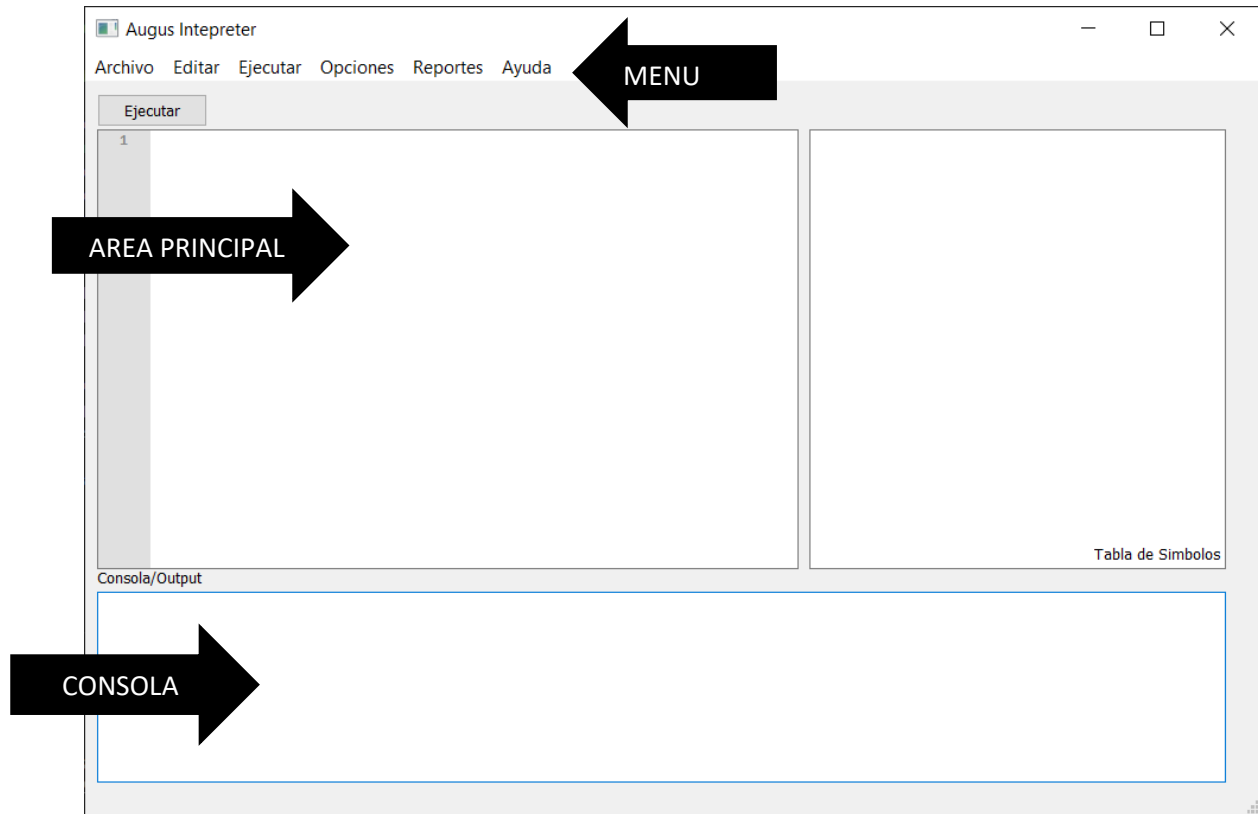 Augus Intepreter
Archivo Editar Ejecutar Opciones Reportes Ayuda
MENU
Ejecutar
1
AREA PRINCIPAL
Tabla de Simbolos
Consola/Output
CONSOLA